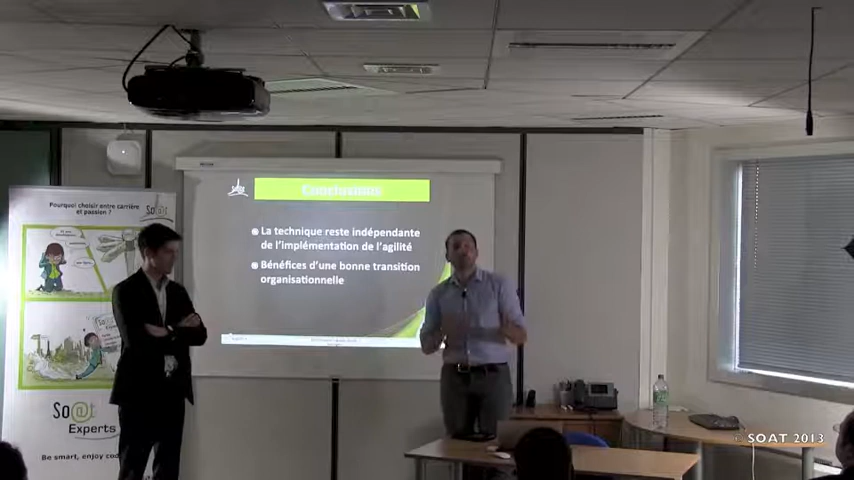 Pourquoi choisir entre carrière
et passion ?
So@t
Conclusion
La technique reste indépendante
de l'implémentation de l'agilité
Bénéfices d'une bonne transition
organisationnelle
So@t
Experts
Be smart, enjoy cod
© SOAT 2013